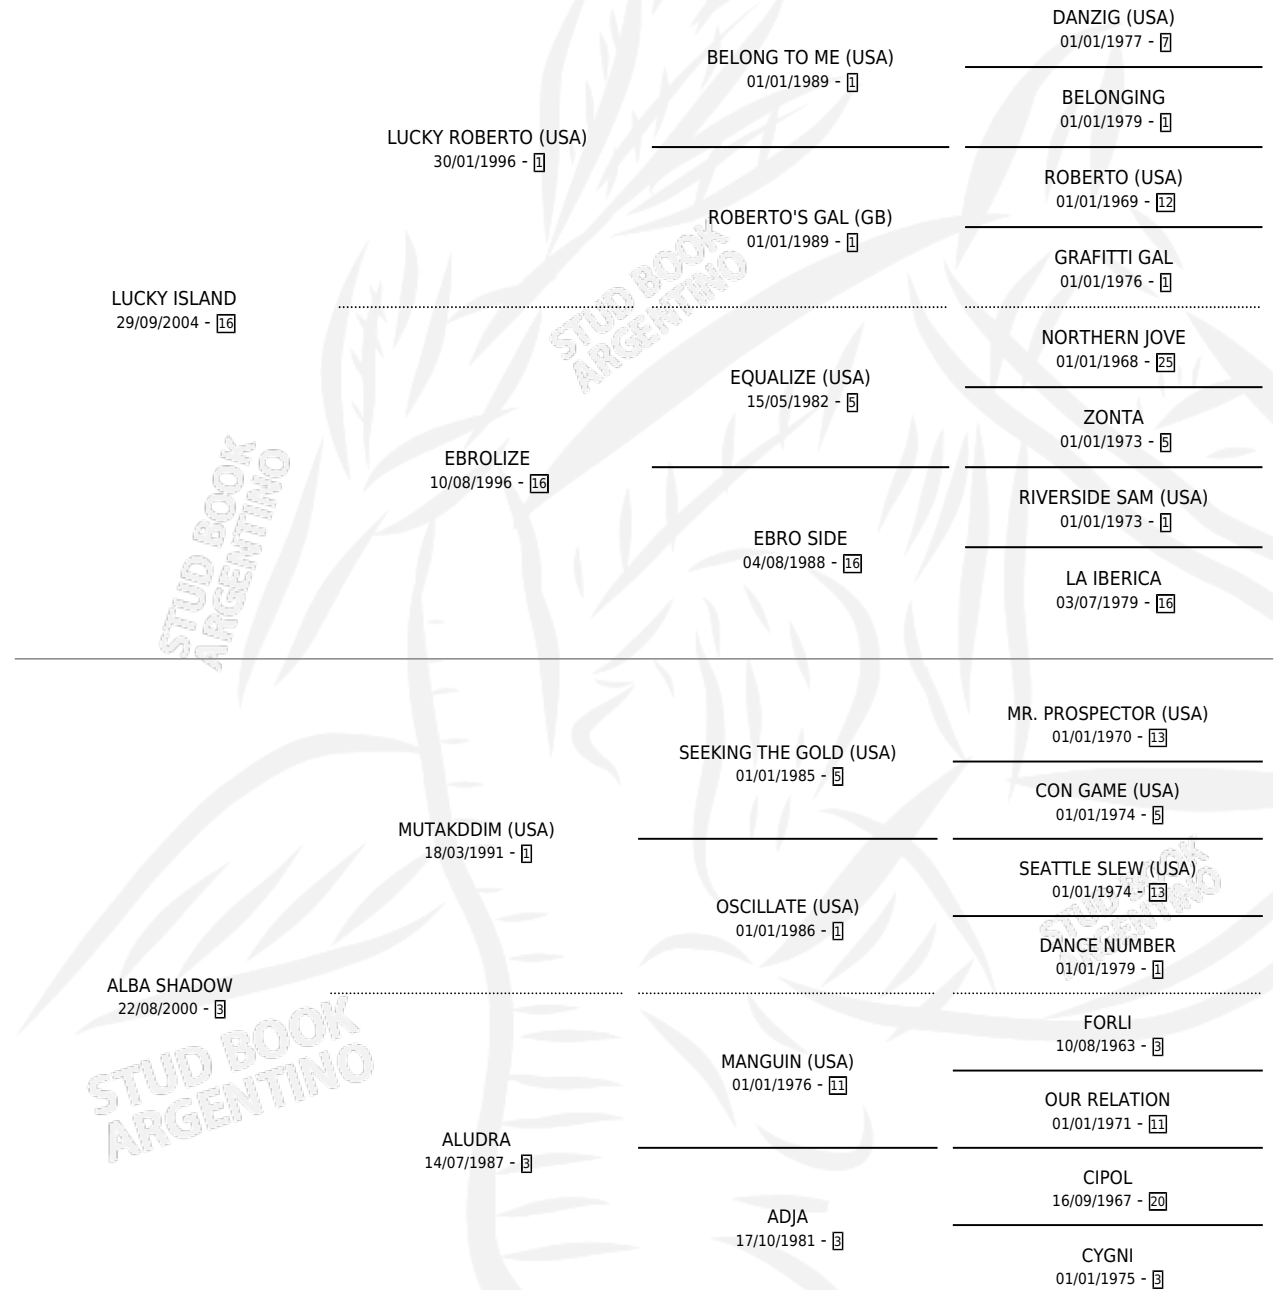 DANZIG (USA)
01/01/1977 - 7
BELONG TO ME (USA)
01/01/1989 - 1
BELONGING
01/01/1979 - 1
LUCKY ROBERTO (USA)
30/01/1996 - 1
ROBERTO (USA)
01/01/1969 - 12
ROBERTO'S GAL (GB)
01/01/1989 - 1
GRAFITTI GAL
01/01/1976 - 1
LUCKY ISLAND
29/09/2004 - 16
NORTHERN JOVE
01/01/1968 - 25
EQUALIZE (USA)
15/05/1982 - 5
ZONTA
01/01/1973 - 5
EBROLIZE
10/08/1996 - 16
RIVERSIDE SAM (USA)
01/01/1973 - 1
EBRO SIDE
04/08/1988 - 16
LA IBERICA
03/07/1979 - 16
MR. PROSPECTOR (USA)
01/01/1970 - 13
SEEKING THE GOLD (USA)
01/01/1985 - 5
CON GAME (USA)
01/01/1974 - 5
MUTAKDDIM (USA)
18/03/1991 - 1
SEATTLE SLEW (USA)
01/01/1974 - 13
OSCILLATE (USA)
01/01/1986 - 1
DANCE NUMBER
01/01/1979 - 1
ALBA SHADOW
22/08/2000 - 3
FORLI
10/08/1963 - 3
MANGUIN (USA)
01/01/1976 - 11
OUR RELATION
01/01/1971 - 11
ALUDRA
14/07/1987 - 3
CIPOL
16/09/1967 - 20
ADJA
17/10/1981 - 3
CYGNI
01/01/1975 - 3
STUD BOOK
ARGENTINO
STUD BOOK
ARGENTINO
STUD BOOK
ARGENTINO
STUD BOOK
ARGENTINO